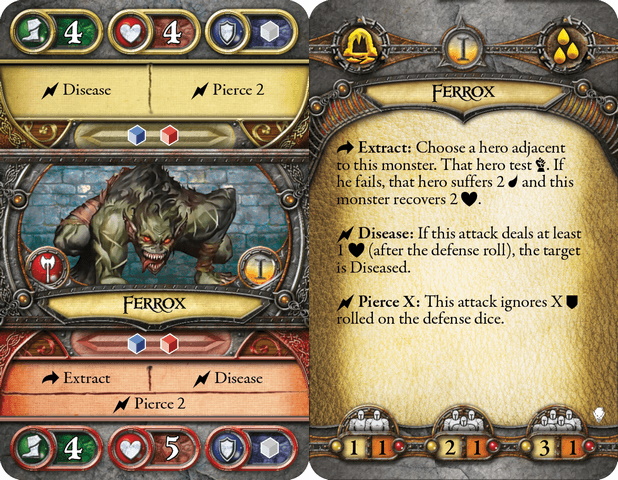 4 4
Disease Pierce 2
I
FERROX
Extract Disease
Pierce 2
4 5
I
FERROX
Extract: Choose a hero adjacent
to this monster. That hero test . If
he fails, that hero suffers 2 and this
monster recovers 2 .
Disease: If this attack deals at least
1 (after the defense roll), the target
is Diseased.
Pierce X: This attack ignores X
rolled on the defense dice.
1 1 2 1 3 1